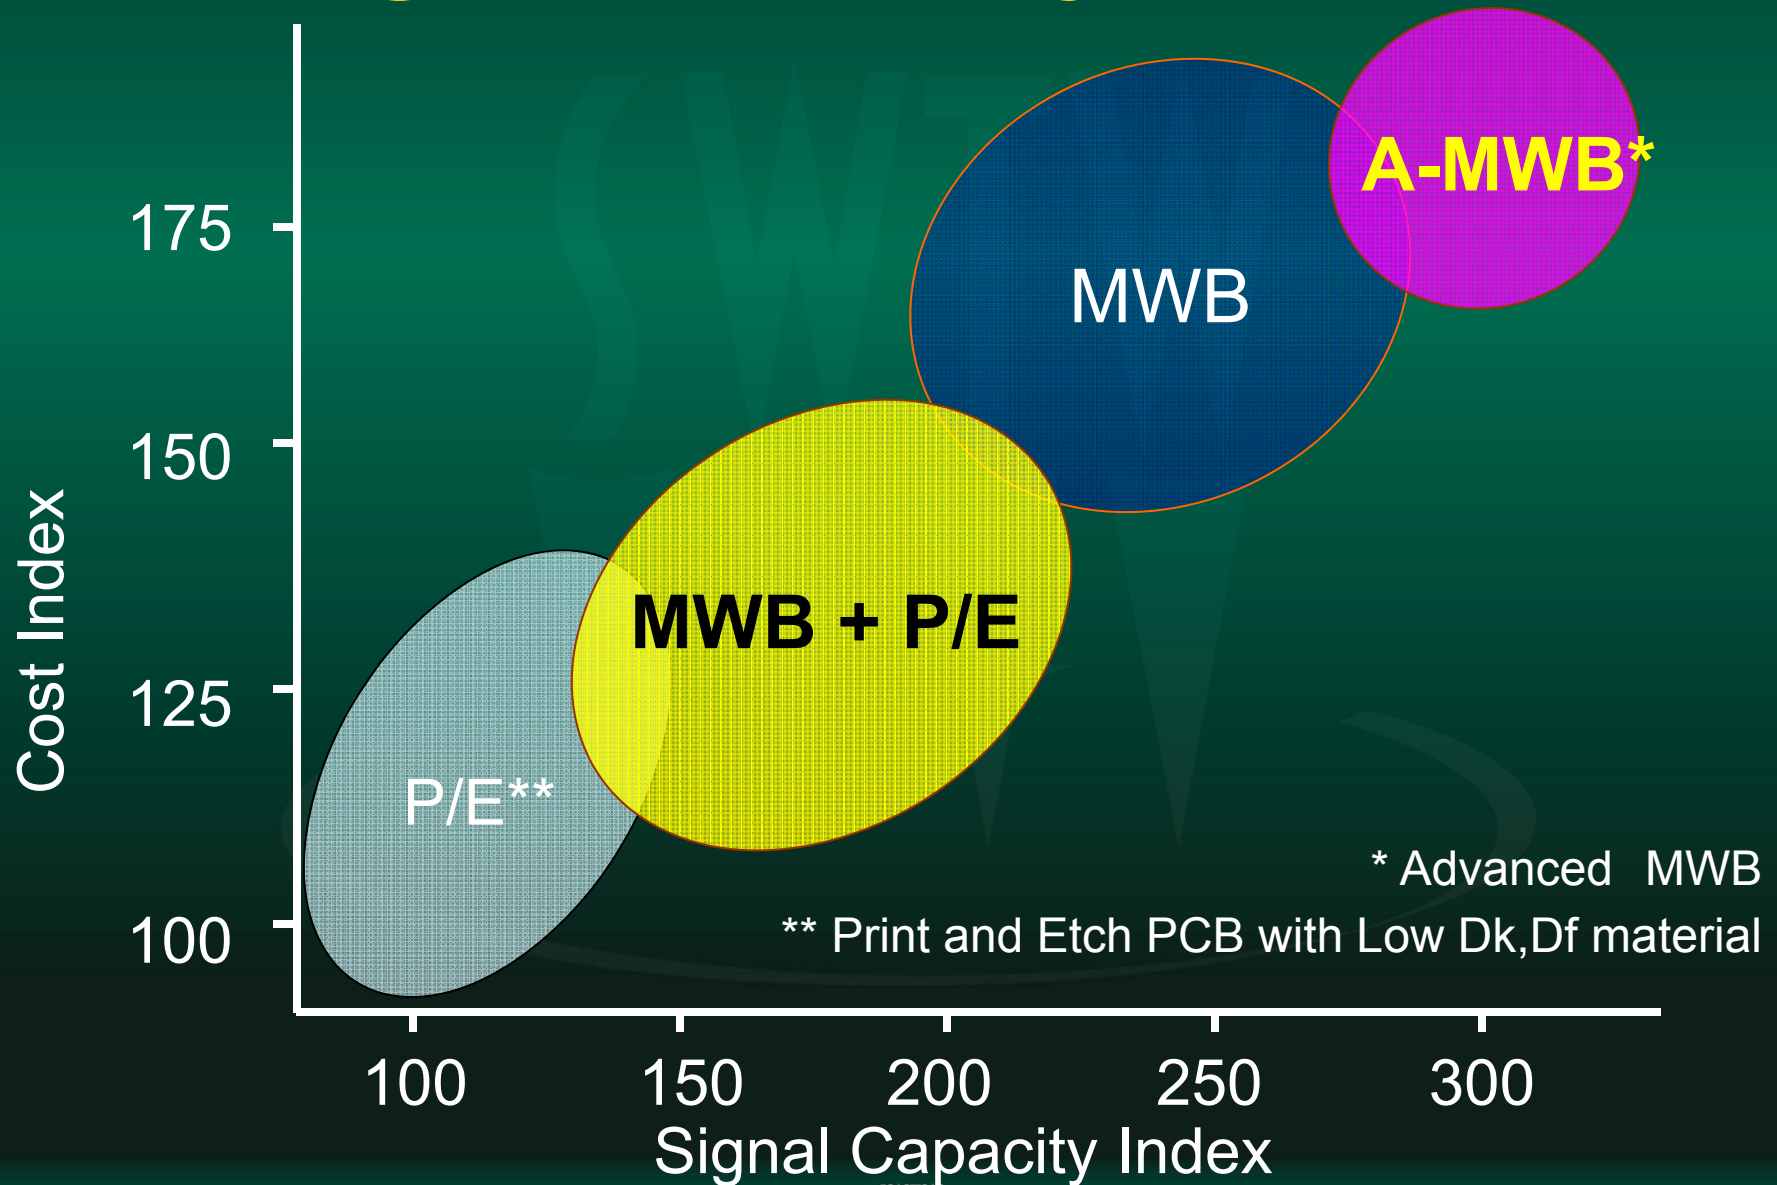 A-MWB*
175
MWB
150
MWB + P/E
125
P/E**
100
Cost Index
* Advanced MWB
** Print and Etch PCB with Low Dk,Df material
100 150 200 250 300
Signal Capacity Index
SWTW